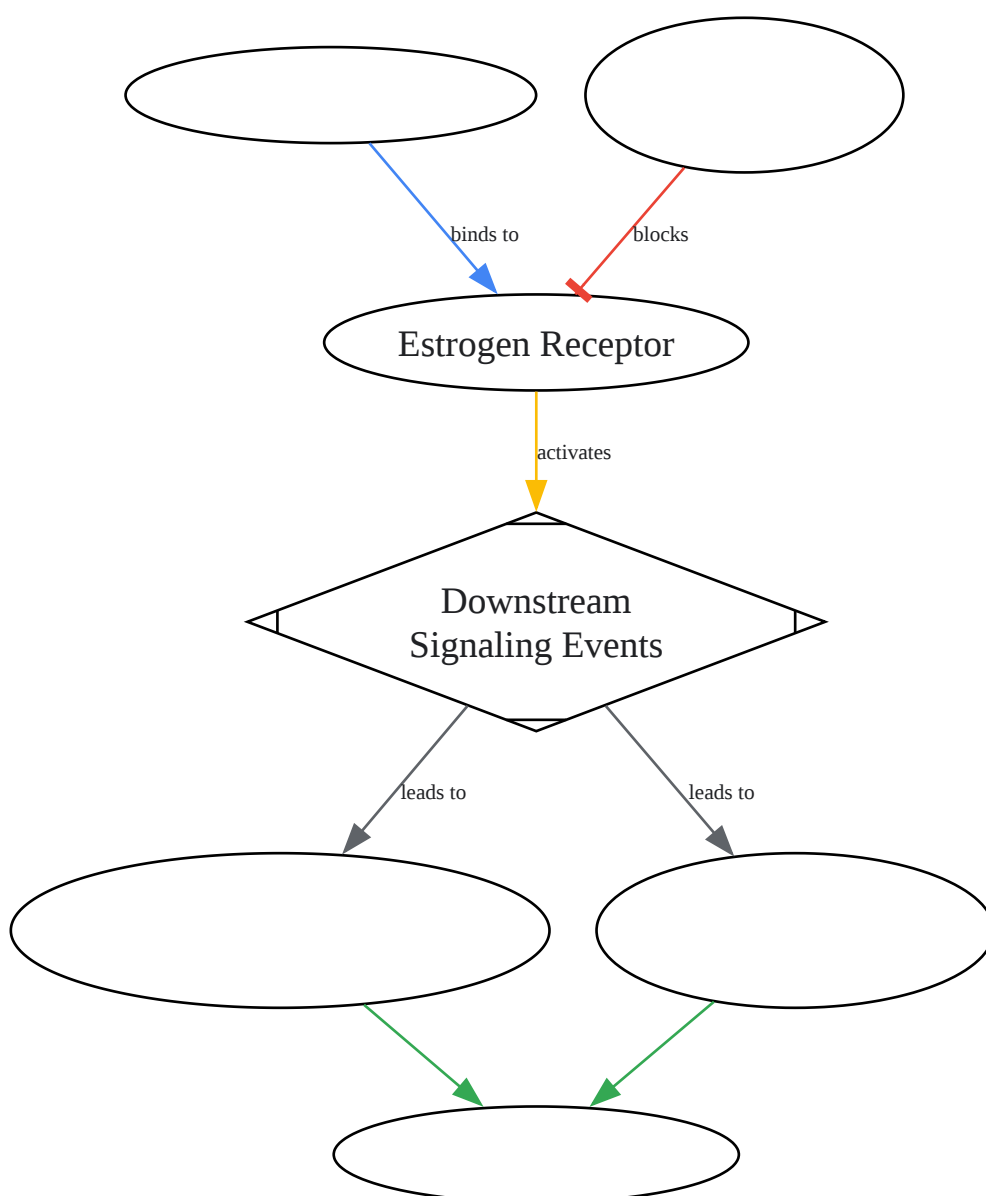 binds to
blocks
Estrogen Receptor
activates
Downstream
Signaling Events
leads to
leads to